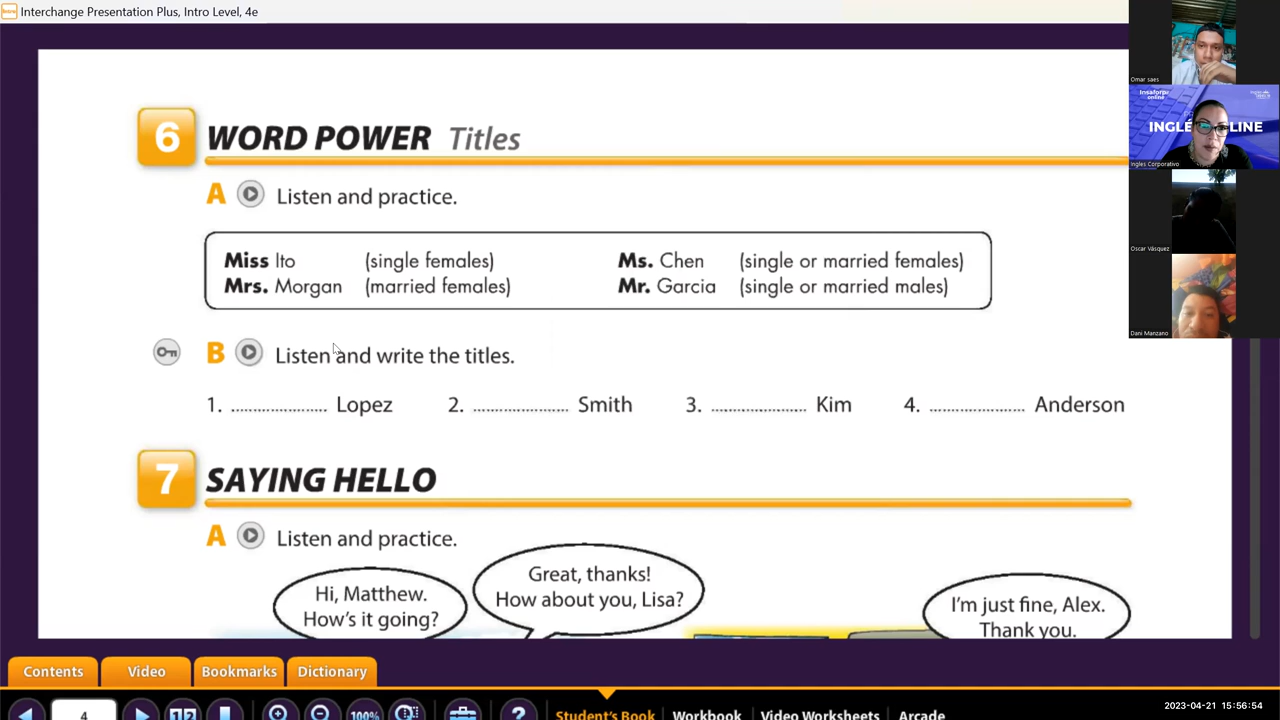 Interchange Presentation Plus, Intro Level, 4e
6 WORD POWER Titles
A Listen and practice.
Miss Ito (single females) Ms. Chen (single or married females)
Mrs. Morgan (married females) Mr. Garcia (single or married males)
B Listen and write the titles.
1. ...................... Lopez 2. ...................... Smith 3. ...................... Kim 4. ...................... Anderson
7 SAYING HELLO
A Listen and practice.
Hi, Matthew.
How's it going?
Great, thanks!
How about you, Lisa?
I'm just fine, Alex.
Thank you.
Contents Video Bookmarks Dictionary
4 100% ? Student's Book Workbook Video Worksheets Arcade
Omar saes
Insaforp
online
INGLÉ LINE
Ingles Corporativo
Oscar Vásquez
Dani Manzano
2023-04-21 15:56:54